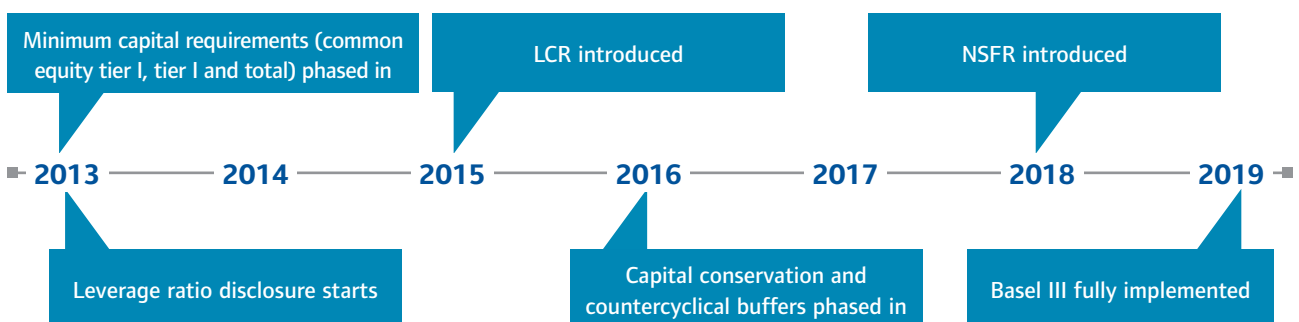 Minimum capital requirements (common
equity tier I, tier I and total) phased in
LCR introduced
NSFR introduced
2013
2014
2015
2016
2017
2018
2019
Leverage ratio disclosure starts
Capital conservation and
countercyclical buffers phased in
Basel III fully implemented